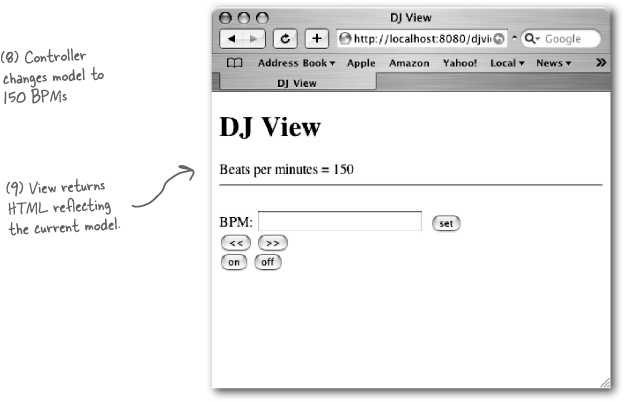 (8) Controller
changes model to
150 BPMs
(9) View returns
HTML reflecting
the current model.
DJ View
http://localhost:8080/djvi
Google
Address Book
Apple
Amazon
Yahoo!
Local
News
DJ View
DJ View
Beats per minutes = 150
BPM:
set
<<
>>
on
off